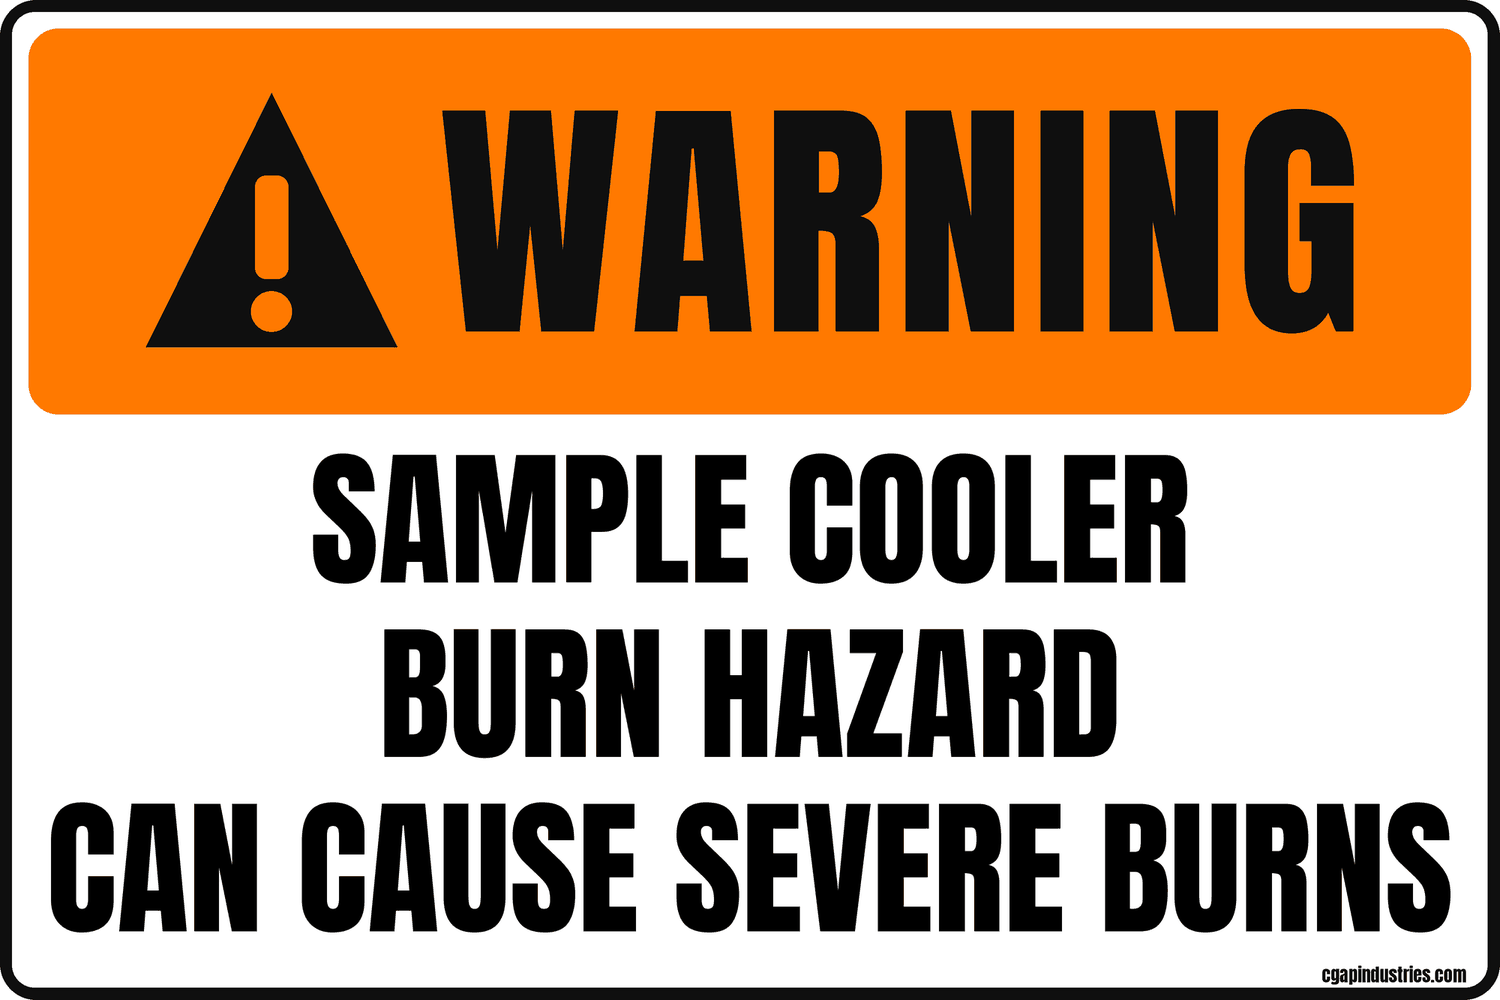 WARNING
SAMPLE COOLER
BURN HAZARD
CAN CAUSE SEVERE BURNS
cgapindustries.com